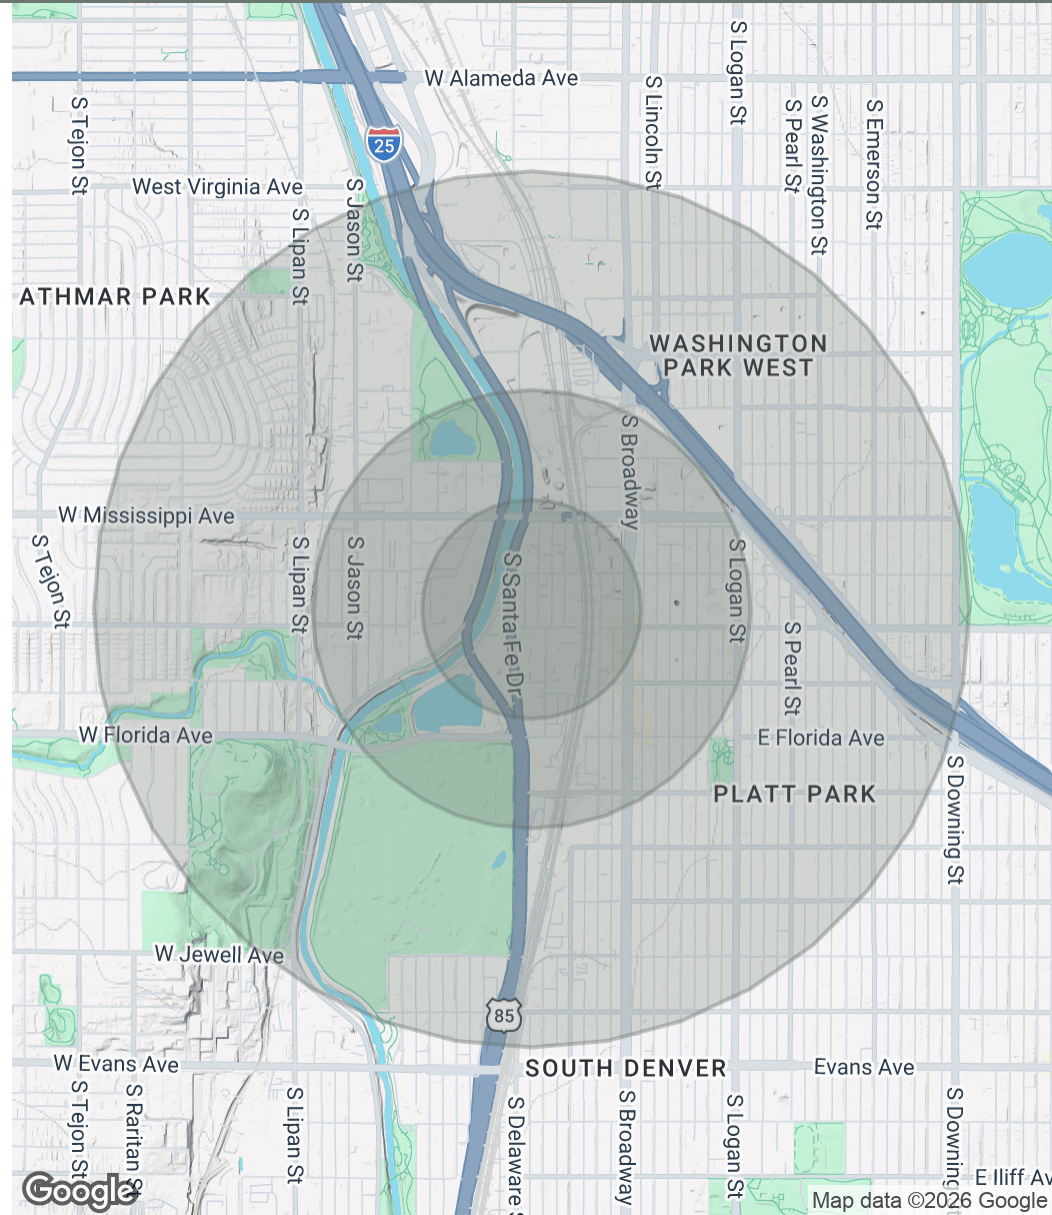 W Alameda Ave
S Logan St
S Lincoln St
S Tejon St
S Pearl St
S Washington St
S Emerson St
25
West Virginia Ave
S Jason St
S Lipan St
ATHMAR PARK
WASHINGTON
PARK WEST
S Broadway
W Mississippi Ave
S Tejon St
S Lipan St
S Jason St
S Santa Fe Dr
S Logan St
S Pearl St
W Florida Ave
E Florida Ave
PLATT PARK
S Downing St
W Jewell Ave
85
W Evans Ave
SOUTH DENVER
Evans Ave
S Tejon St
S Raritan St
S Lipan St
S Delaware S
S Broadway
S Logan St
S Downing
E Iliff Av
Google
Map data ©2026 Google